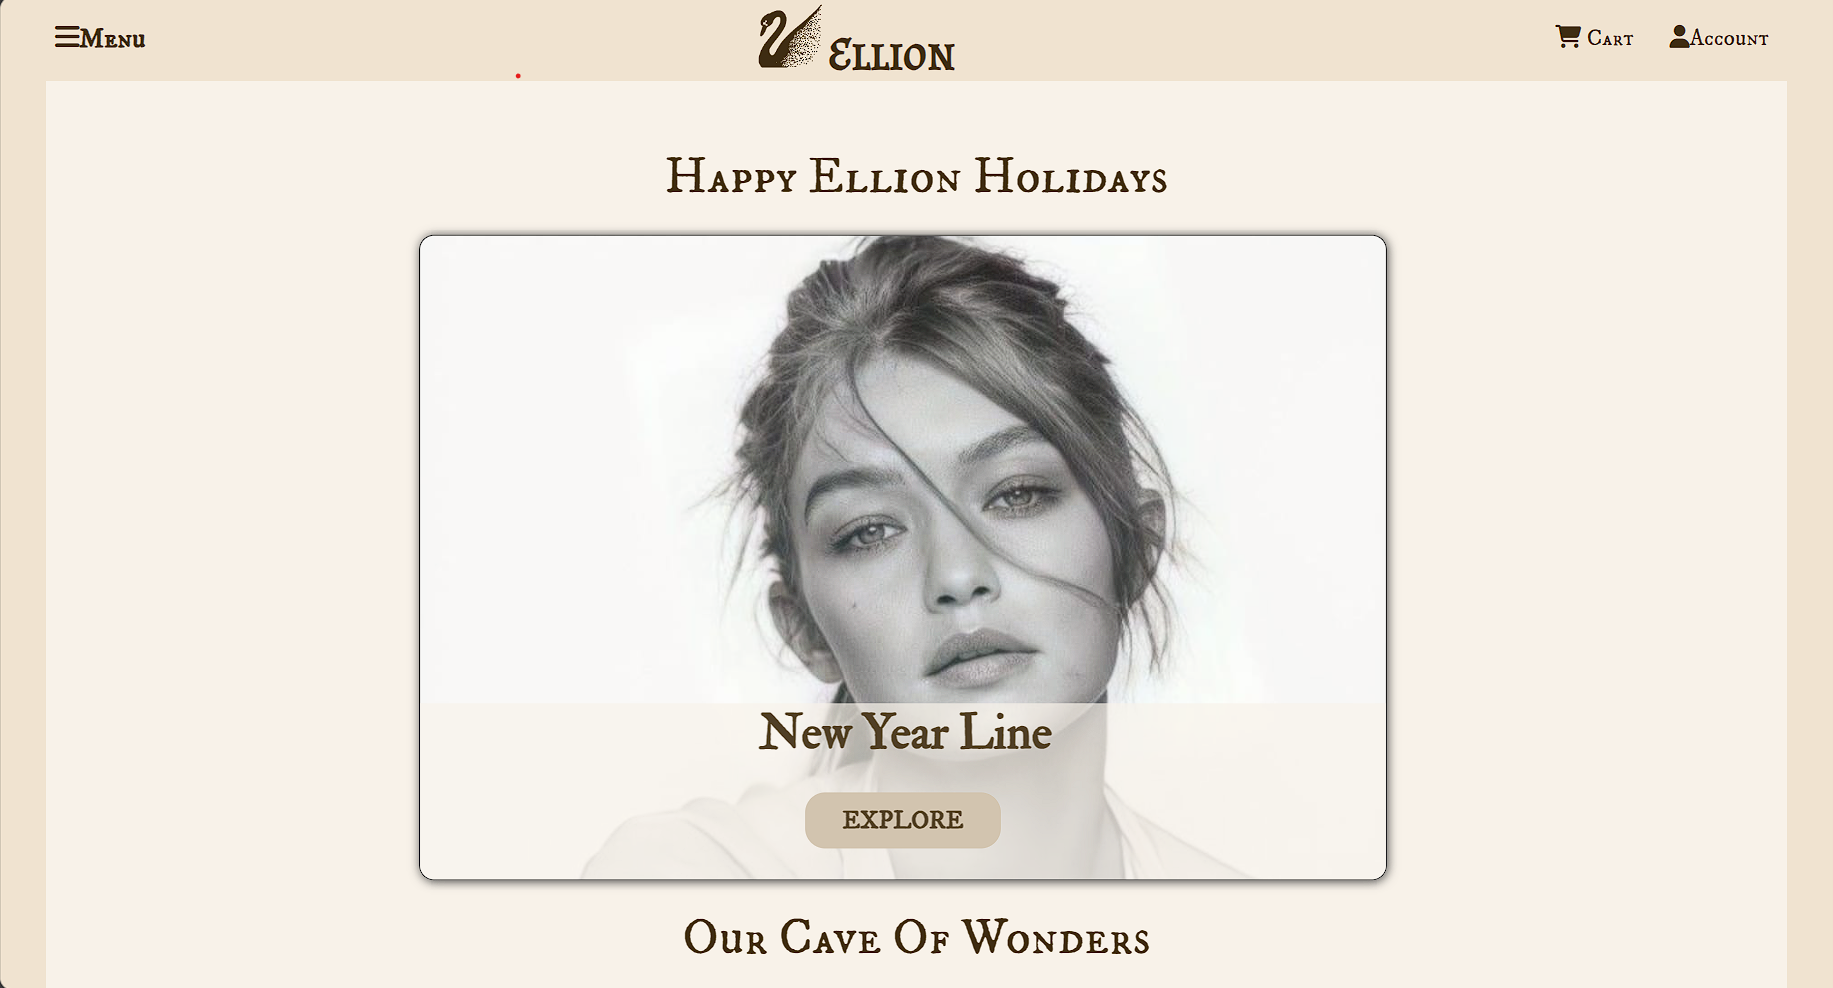 Menu
Ellion
Cart
Account
Happy Ellion Holidays
New Year Line
EXPLORE
Our Cave Of Wonders